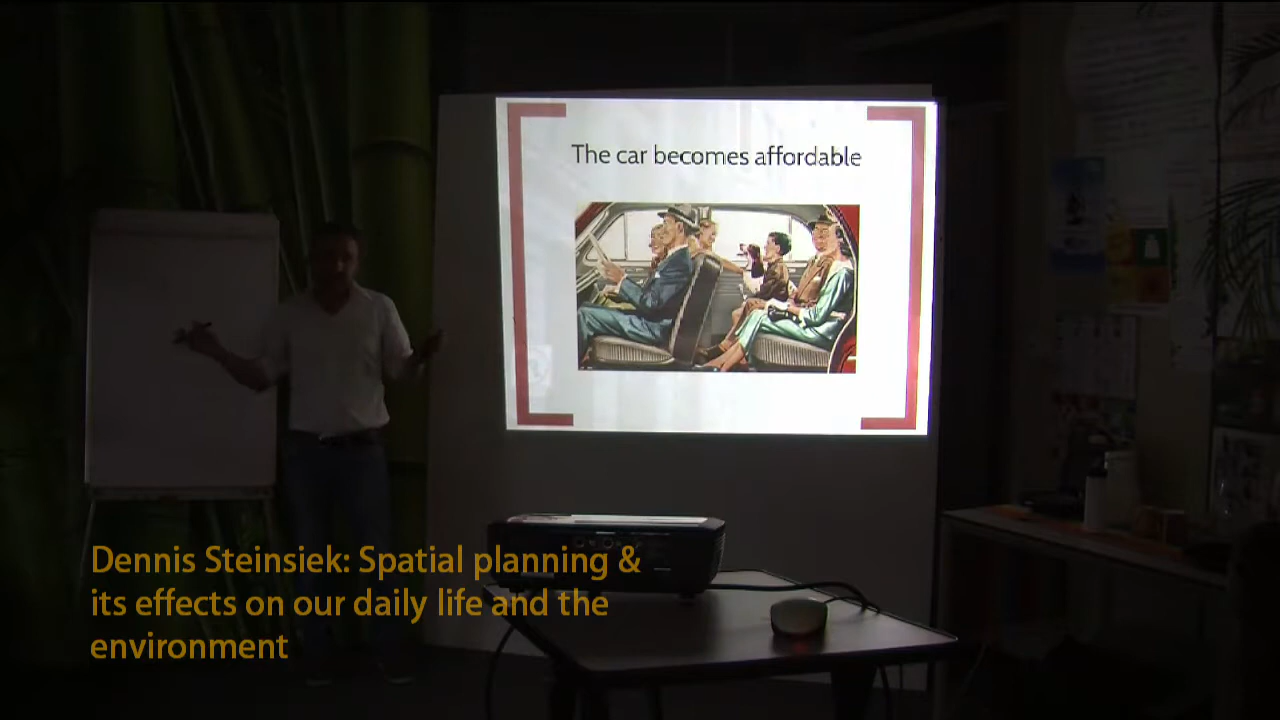 The car becomes affordable
Dennis Steinsiek: Spatial planning &
its effects on our daily life and the
environment